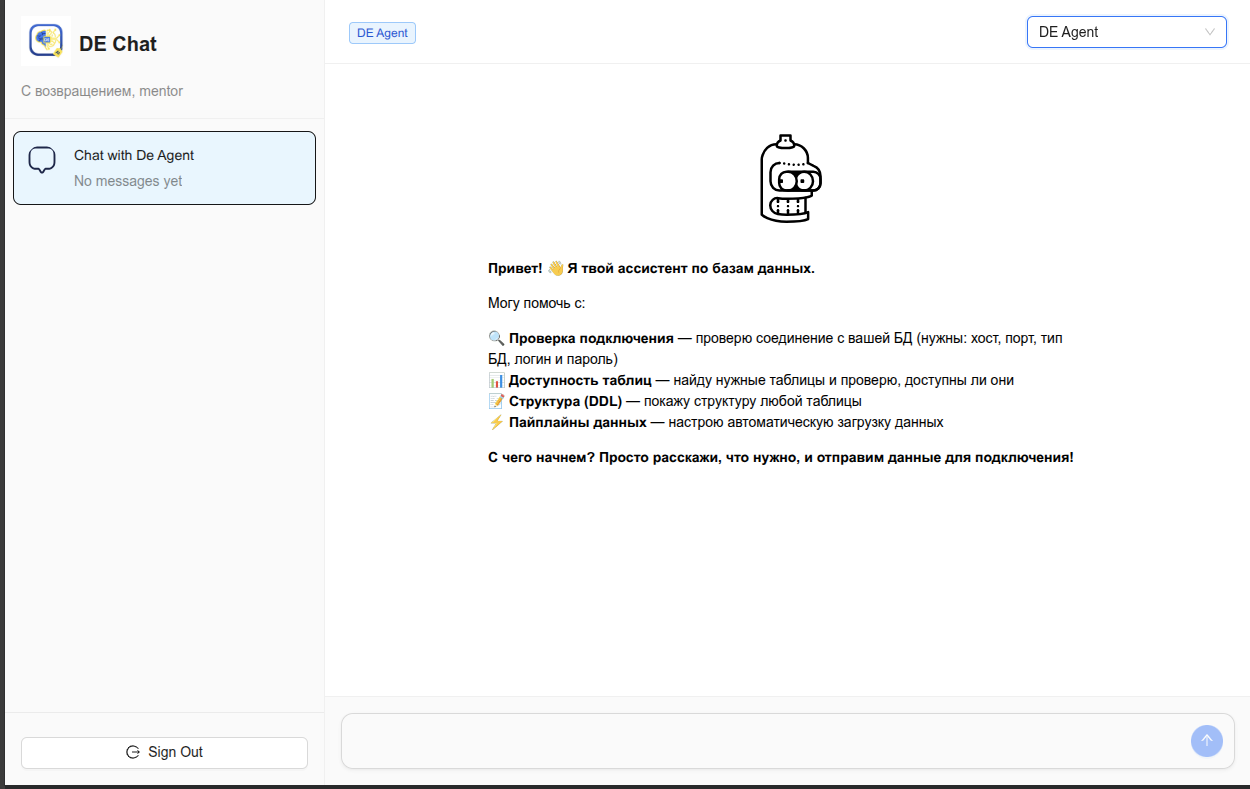 DE Chat
С возвращением, mentor
Chat with De Agent
No messages yet
Sign Out
DE Agent
DE Agent
Привет! 👋 Я твой ассистент по базам данных.
Могу помочь с:
🔍 Проверка подключения — проверю соединение с вашей БД (нужны: хост, порт, тип
БД, логин и пароль)
📊 Доступность таблиц — найду нужные таблицы и проверю, доступны ли они
📝 Структура (DDL) — покажу структуру любой таблицы
⚡ Пайплайны данных — настрою автоматическую загрузку данных
С чего начнем? Просто расскажи, что нужно, и отправим данные для подключения!